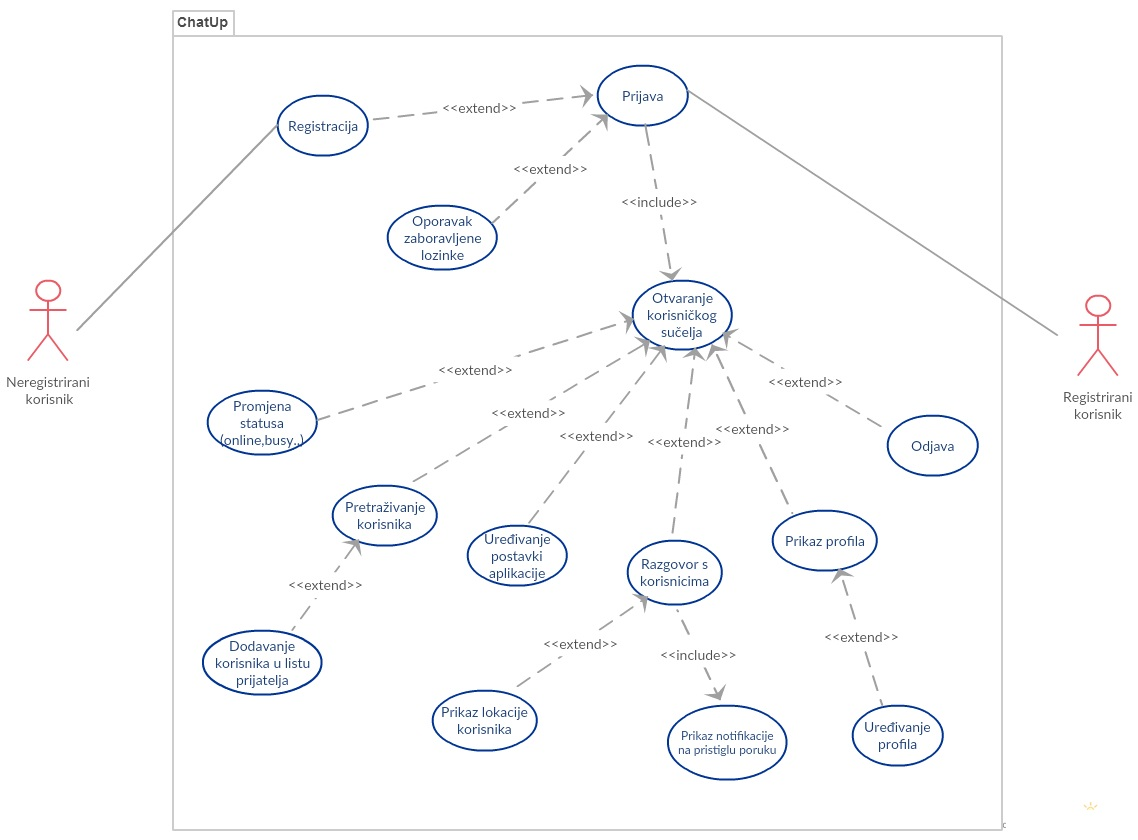 ChatUp
Prijava
<<extend>>
Registracija
<<extend>>
<<include>>
Oporavak
zaboravljene
lozinke
Otvaranje
korisničkog
sučelja
Neregistrirani
korisnik
Registrirani
korisnik
<<extend>>
<<extend>>
<<extend>>
<<extend>>
<<extend>>
<<extend>>
Promjena
statusa
(online,busy..)
Odjava
Pretraživanje
korisnika
Uređivanje
postavki
aplikacije
Razgovor s
korisnicima
Prikaz profila
<<extend>>
<<extend>>
<<include>>
<<extend>>
Dodavanje
korisnika u listu
prijatelja
Prikaz lokacije
korisnika
Prikaz notifikacije
na pristiglu poruku
Uređivanje
profila